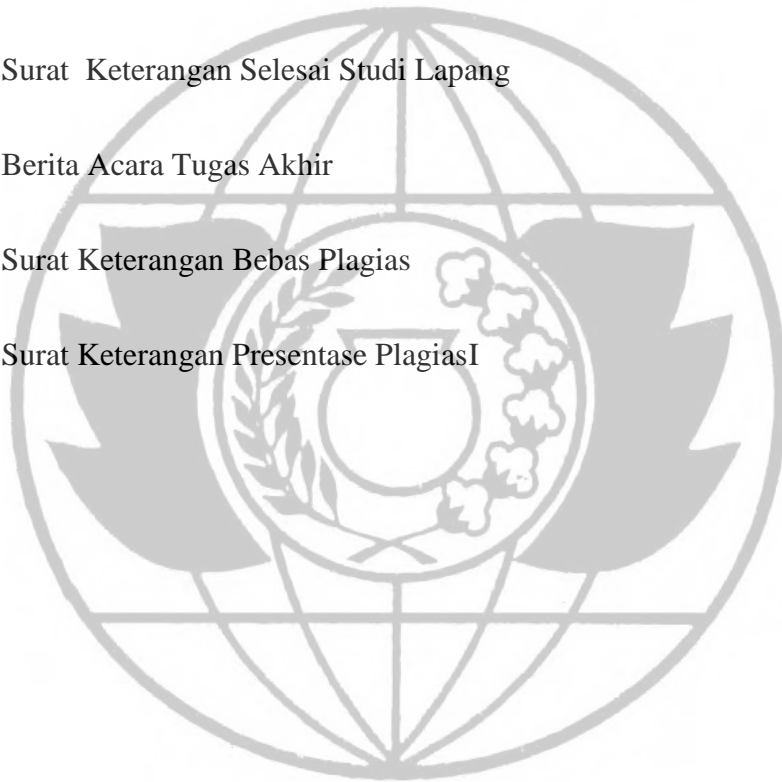 Surat Keterangan Selesai Studi Lapang
Berita Acara Tugas Akhir
Surat Keterangan Bebas Plagias
Surat Keterangan Presentase PlagiasI